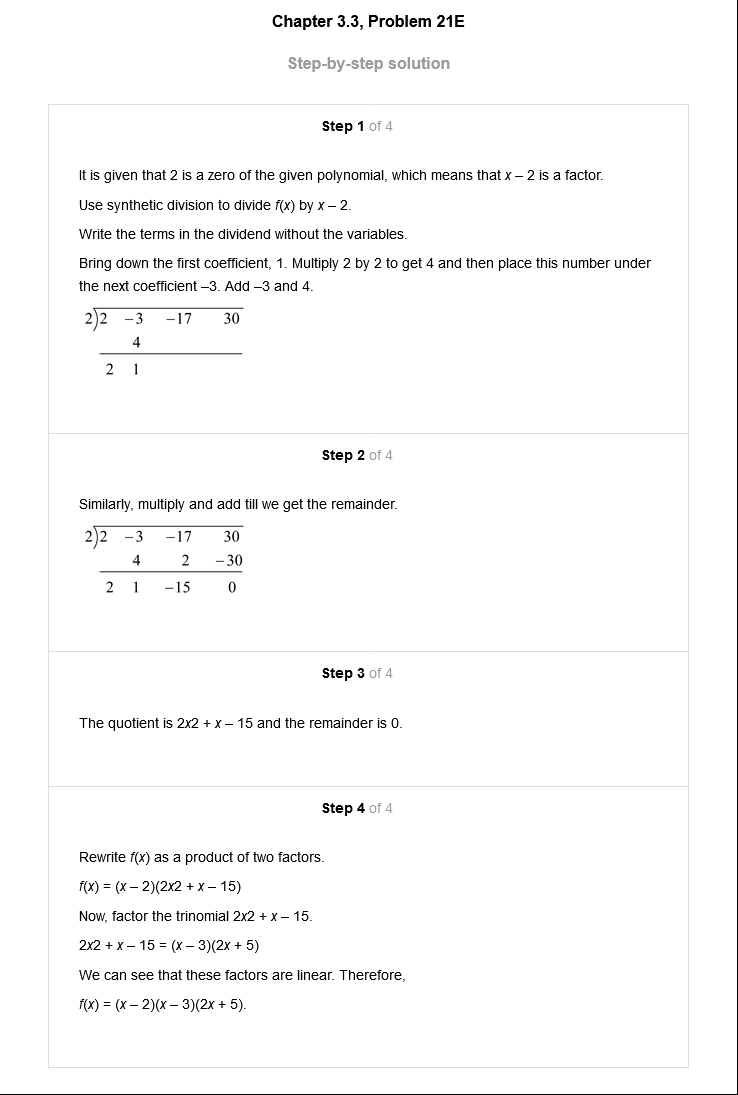 Chapter 3.3, Problem 21E
Step-by-step solution
Step 1 of 4
It is given that 2 is a zero of the given polynomial, which means that x – 2 is a factor.
Use synthetic division to divide f(x) by x – 2.
Write the terms in the dividend without the variables.
Bring down the first coefficient, 1. Multiply 2 by 2 to get 4 and then place this number under
the next coefficient –3. Add –3 and 4.
2)2 −3 −17 30
4
2 1
Step 2 of 4
Similarly, multiply and add till we get the remainder.
2)2 −3 −17 30
4 2 −30
2 1 −15 0
Step 3 of 4
The quotient is 2x2 + x – 15 and the remainder is 0.
Step 4 of 4
Rewrite f(x) as a product of two factors.
f(x) = (x – 2)(2x2 + x – 15)
Now, factor the trinomial 2x2 + x – 15.
2x2 + x – 15 = (x – 3)(2x + 5)
We can see that these factors are linear. Therefore,
f(x) = (x – 2)(x – 3)(2x + 5).